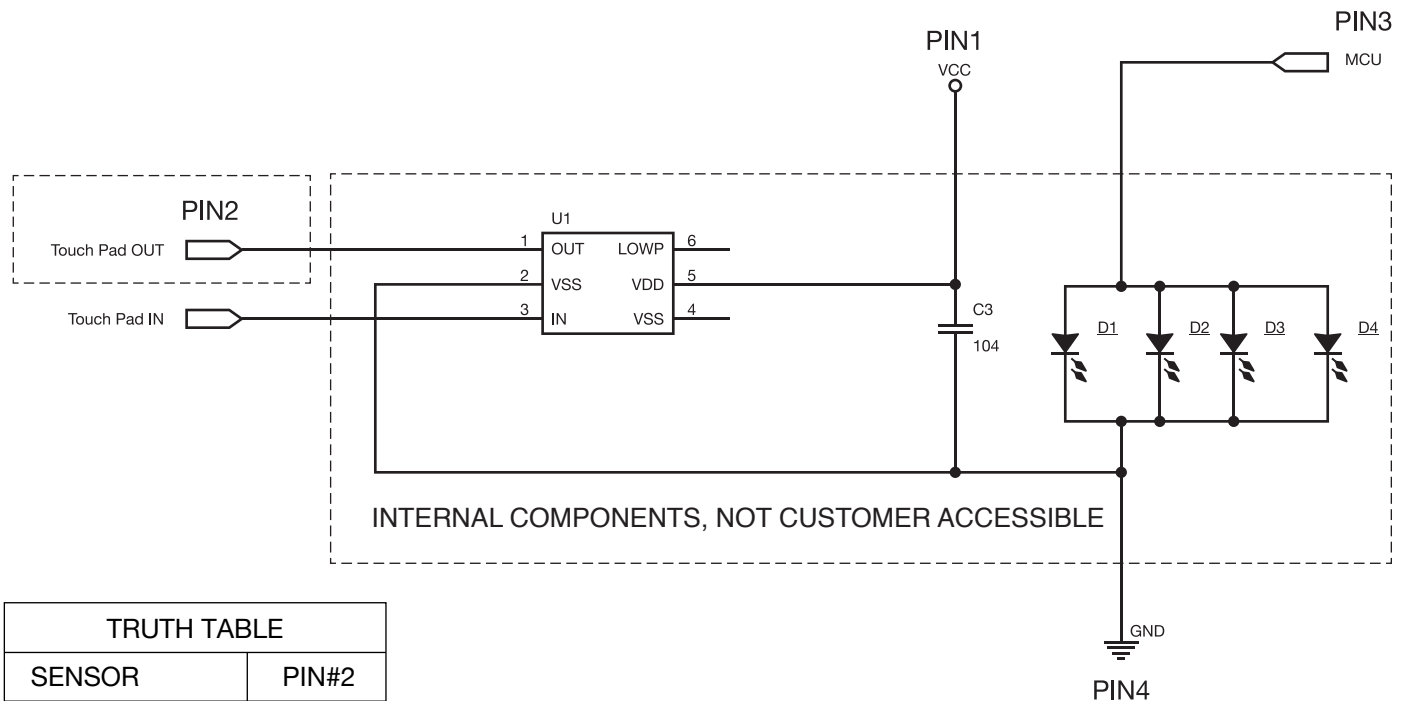 PIN3
PIN1
MCU
VCC
PIN2
U1
Touch Pad OUT
1 OUT LOWP 6
2 VSS VDD 5
Touch Pad IN
3 IN VSS 4
C3
104
D1 D2 D3 D4
INTERNAL COMPONENTS, NOT CUSTOMER ACCESSIBLE
TRUTH TABLE
GND
SENSOR PIN#2
PIN4